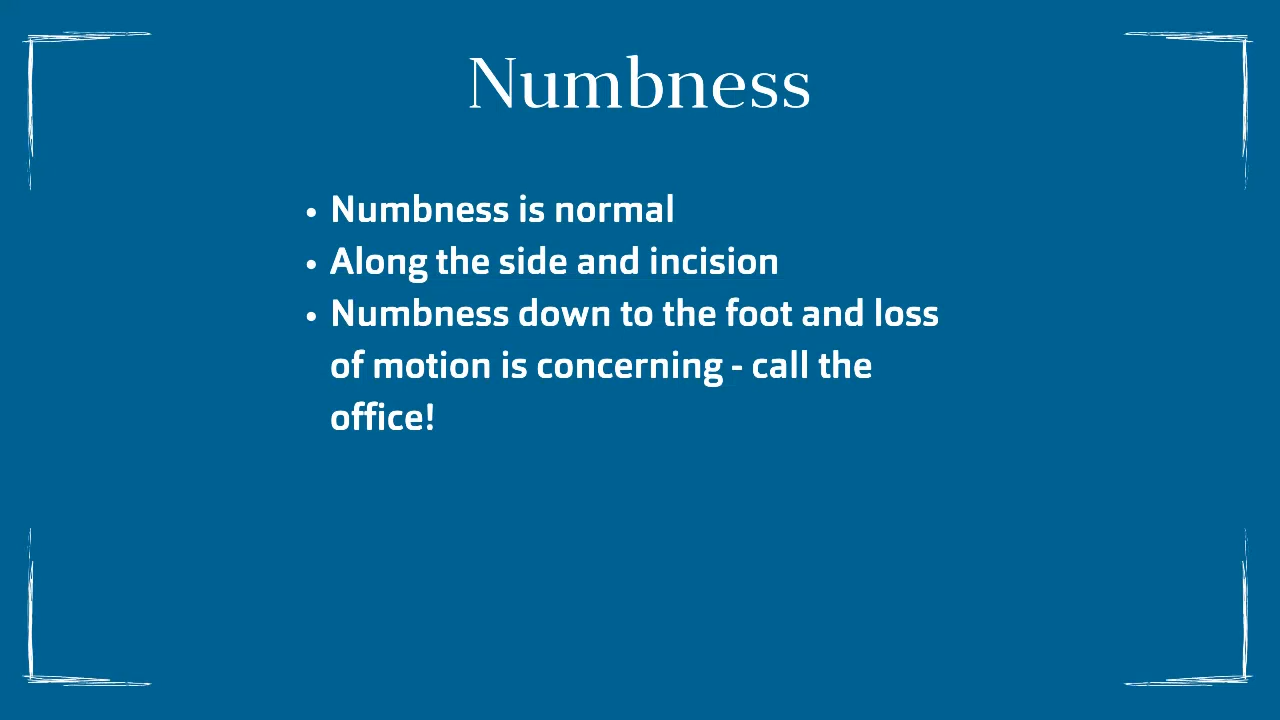 Numbness
• Numbness is normal
• Along the side and incision
• Numbness down to the foot and loss
of motion is concerning - call the
office!